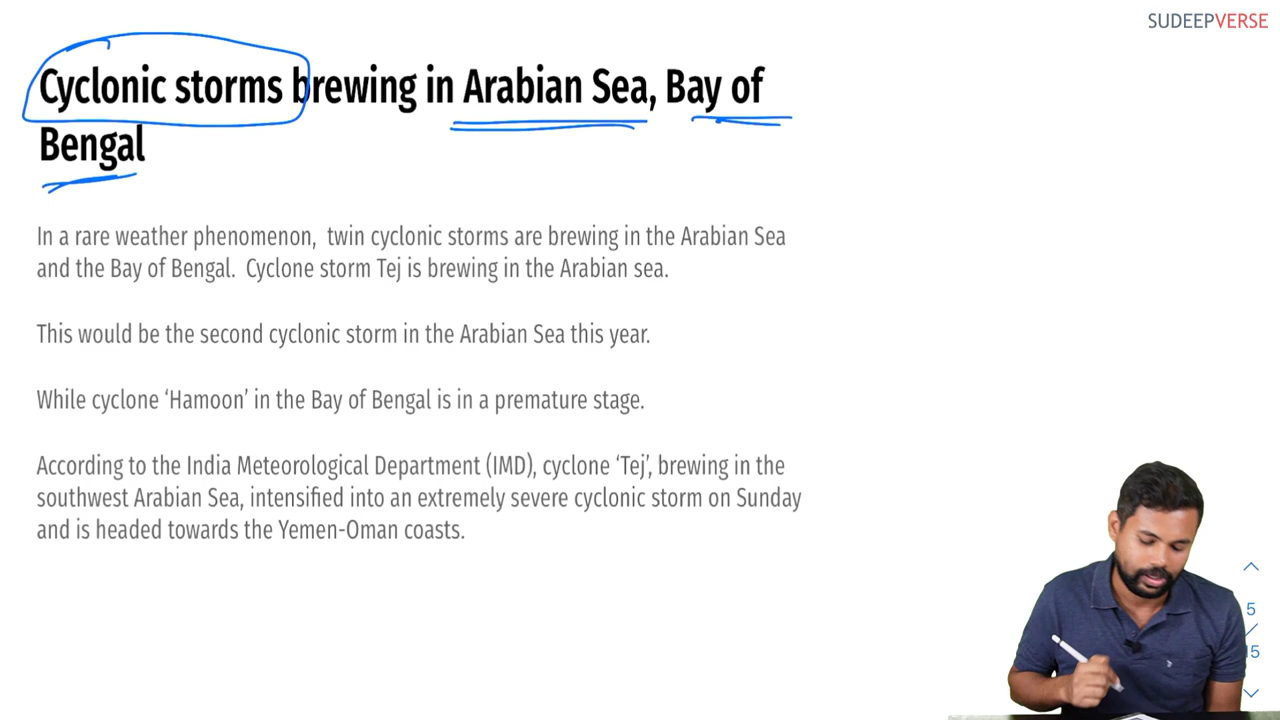 SUDEEPVERSE
Cyclonic storms brewing in Arabian Sea, Bay of
Bengal
In a rare weather phenomenon,  twin cyclonic storms are brewing in the Arabian Sea
and the Bay of Bengal.  Cyclone storm Tej is brewing in the Arabian sea.
This would be the second cyclonic storm in the Arabian Sea this year.
While cyclone ‘Hamoon’ in the Bay of Bengal is in a premature stage.
According to the India Meteorological Department (IMD), cyclone ‘Tej’, brewing in the
southwest Arabian Sea, intensified into an extremely severe cyclonic storm on Sunday
and is headed towards the Yemen-Oman coasts.
5
/
15